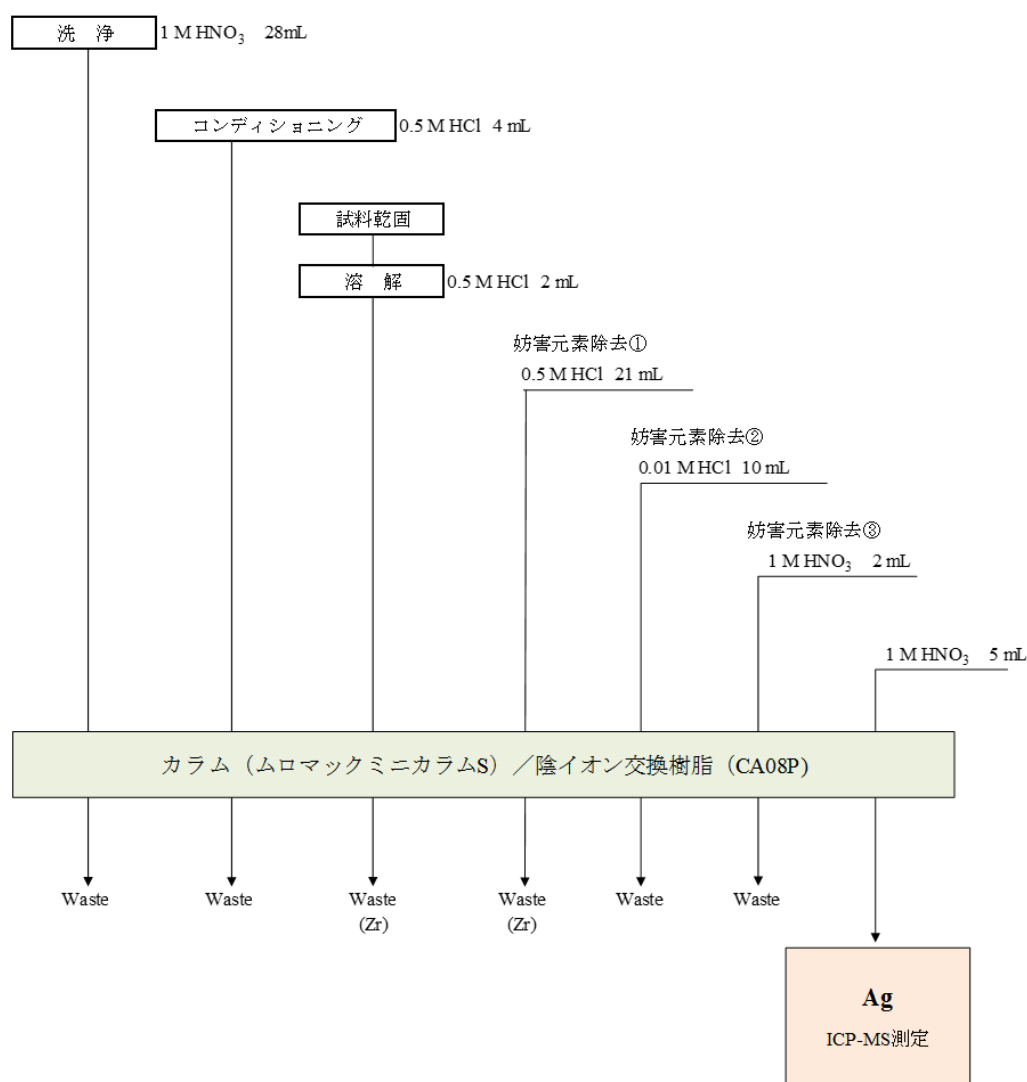 洗　浄
1 M HNO3　28mL
コンディショニング
0.5 M HCl 4 mL
試料乾固
溶　解
0.5 M HCl 2 mL
妨害元素除去①
0.5 M HCl 21 mL
妨害元素除去②
0.01 M HCl 10 mL
妨害元素除去③
1 M HNO3　2 mL
1 M HNO3　5 mL
カラム（ムロマックミニカラムS）／陰イオン交換樹脂（CA08P)
Waste
Waste
Waste
(Zr)
Waste
(Zr)
Waste
Waste
Ag
ICP-MS測定